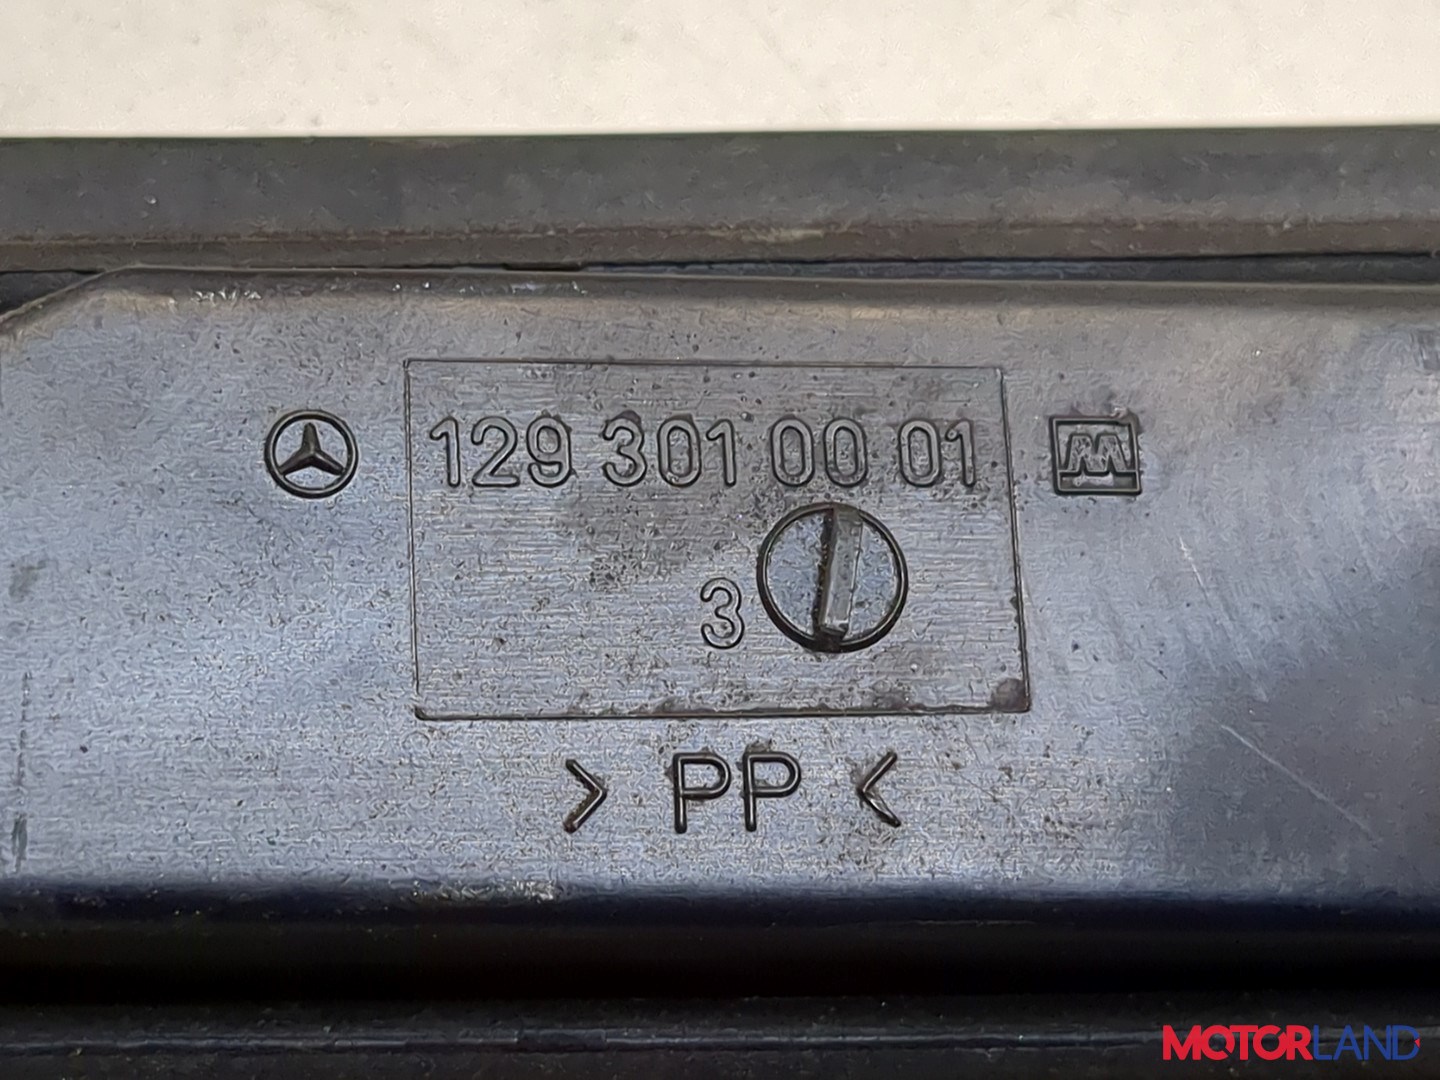 129 301 00 01
3
> PP <
MOTORLAND